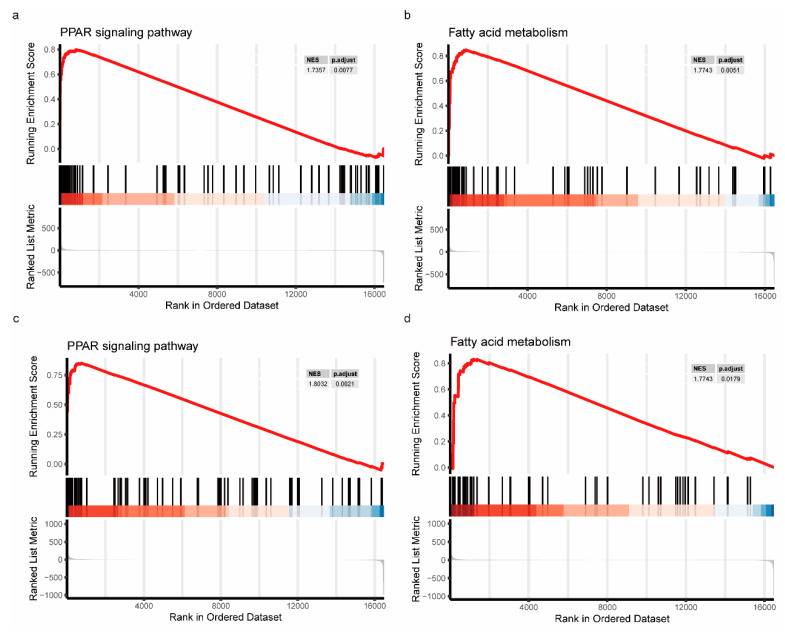 a
PPAR signaling pathway
Running Enrichment Score
0.8
0.6
0.4
0.2
0.0
NES p.adjust
1.7357 0.0077
Ranked List Metric
500
0
−500
4000 8000 12000 16000
Rank in Ordered Dataset
b
Fatty acid metabolism
Running Enrichment Score
0.8
0.6
0.4
0.2
0.0
NES p.adjust
1.7743 0.0051
Ranked List Metric
500
0
−500
4000 8000 12000 16000
Rank in Ordered Dataset
c
PPAR signaling pathway
Running Enrichment Score
0.75
0.50
0.25
0.00
NES p.adjust
1.8032 0.0021
Ranked List Metric
1000
500
0
−500
−1000
4000 8000 12000 16000
Rank in Ordered Dataset
d
Fatty acid metabolism
Running Enrichment Score
0.8
0.6
0.4
0.2
0.0
NES p.adjust
1.7743 0.0179
Ranked List Metric
1000
500
0
−500
−1000
4000 8000 12000 16000
Rank in Ordered Dataset